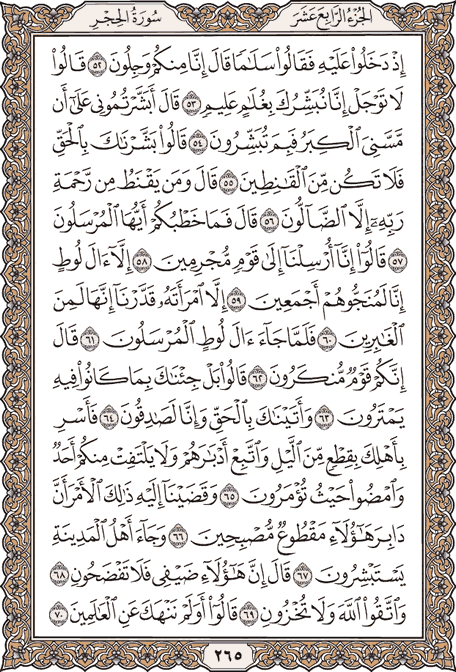 الجزء الرابع عشر
سورة الحجر
إِذْ دَخَلُوا۟ عَلَيْهِ فَقَالُوا۟ سَلَٰمًا قَالَ إِنَّا مِنكُمْ وَجِلُونَ ٥٢ قَالُوا۟
لَا تَوْجَلْ إِنَّا نُبَشِّرُكَ بِغُلَٰمٍ عَلِيمٍ ٥٣ قَالَ أَبَشَّرْتُمُونِى عَلَىٰٓ أَن
مَّسَّنِىَ ٱلْكِبَرُ فَبِمَ تُبَشِّرُونَ ٥٤ قَالُوا۟ بَشَّرْنَٰكَ بِٱلْحَقِّ
فَلَا تَكُن مِّنَ ٱلْقَٰنِطِينَ ٥٥ قَالَ وَمَن يَقْنَطُ مِن رَّحْمَةِ
رَبِّهِۦٓ إِلَّا ٱلضَّآلُّونَ ٥٦ قَالَ فَمَا خَطْبُكُمْ أَيُّهَا ٱلْمُرْسَلُونَ
٥٧ قَالُوٓا۟ إِنَّآ أُرْسِلْنَآ إِلَىٰ قَوْمٍ مُّجْرِمِينَ ٥٨ إِلَّآ ءَالَ لُوطٍ
إِنَّا لَمُنَجُّوهُمْ أَجْمَعِينَ ٥٩ إِلَّا ٱمْرَأَتَهُۥ قَدَّرْنَآ إِنَّهَا لَمِنَ
ٱلْغَٰبِرِينَ ٦٠ فَلَمَّا جَآءَ ءَالَ لُوطٍ ٱلْمُرْسَلُونَ ٦١ قَالَ
إِنَّكُمْ قَوْمٌ مُّنكَرُونَ ٦٢ قَالُوا۟ بَلْ جِئْنَٰكَ بِمَا كَانُوا۟ فِيهِ
يَمْتَرُونَ ٦٣ وَأَتَيْنَٰكَ بِٱلْحَقِّ وَإِنَّا لَصَٰدِقُونَ ٦٤ فَأَسْرِ
بِأَهْلِكَ بِقِطْعٍ مِّنَ ٱلَّيْلِ وَٱتَّبِعْ أَدْبَٰرَهُمْ وَلَا يَلْتَفِتْ مِنكُمْ أَحَدٌ
وَٱمْضُوا۟ حَيْثُ تُؤْمَرُونَ ٦٥ وَقَضَيْنَآ إِلَيْهِ ذَٰلِكَ ٱلْأَمْرَ أَنَّ
دَابِرَ هَٰٓؤُلَآءِ مَقْطُوعٌ مُّصْبِحِينَ ٦٦ وَجَآءَ أَهْلُ ٱلْمَدِينَةِ
يَسْتَبْشِرُونَ ٦٧ قَالَ إِنَّ هَٰٓؤُلَآءِ ضَيْفِى فَلَا تَفْضَحُونِ ٦٨
وَٱتَّقُوا۟ ٱللَّهَ وَلَا تُخْزُونِ ٦٩ قَالُوٓا۟ أَوَلَمْ نَنْهَكَ عَنِ ٱلْعَٰلَمِينَ ٧٠
٢٦٥